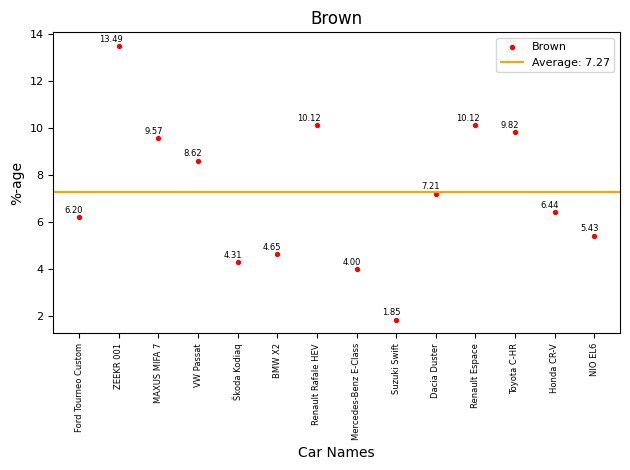 Brown
14
12
10
8
6
4
2
%-age
Brown
Average: 7.27
6.20
13.49
9.57
8.62
4.31
4.65
10.12
4.00
1.85
7.21
10.12
9.82
6.44
5.43
Ford Tourneo Custom
ZEEKR 001
MAXUS MIFA 7
VW Passat
Škoda Kodiaq
BMW X2
Renault Rafale HEV
Mercedes-Benz E-Class
Suzuki Swift
Dacia Duster
Renault Espace
Toyota C-HR
Honda CR-V
NIO EL6
Car Names